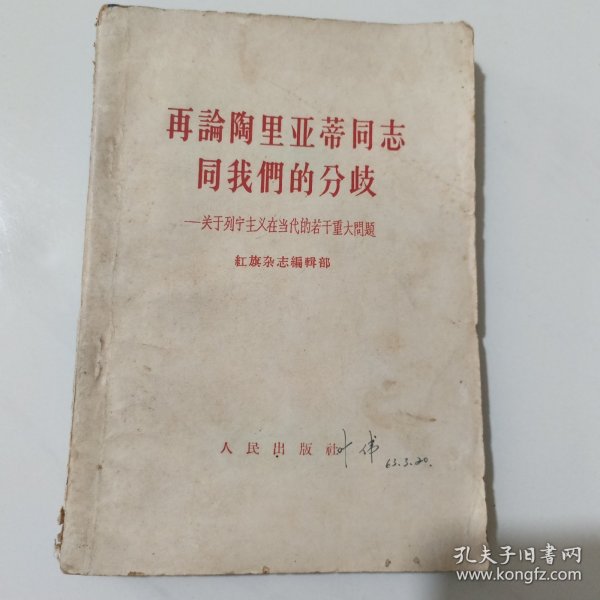 再論陶里亚蒂同志
同我們的分歧
——关于列宁主义在当代的若干重大問題
紅旗杂志編輯部
人民出版社
63.3.20.
孔夫子旧书网
www.kongfz.com